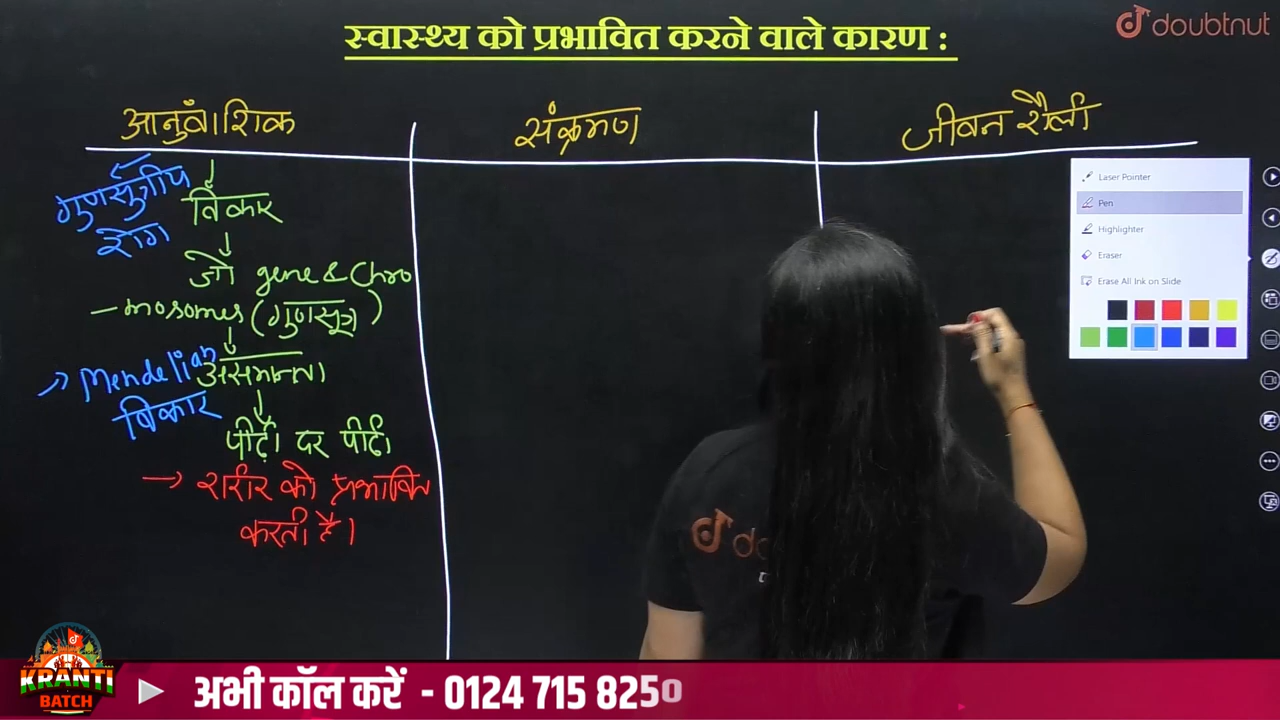 स्वास्थ्य को प्रभावित करने वाले कारण :
doubtnut
आनुवंाशिक
संक्रमण
जीवन शैली
गुणसूत्रीय
रोग
विकार
जो gene & Chro
- mosomes (गुणसूत्र)
असमान्ता
→ Mendelian
विकार
पीढ़ी दर पीढ़ी
→ शरीर को प्रभावित
करती है।
Laser Pointer
Pen
Highlighter
Eraser
Erase All Ink on Slide
KRANTI
BATCH
अभी कॉल करें - 0124 715 8250